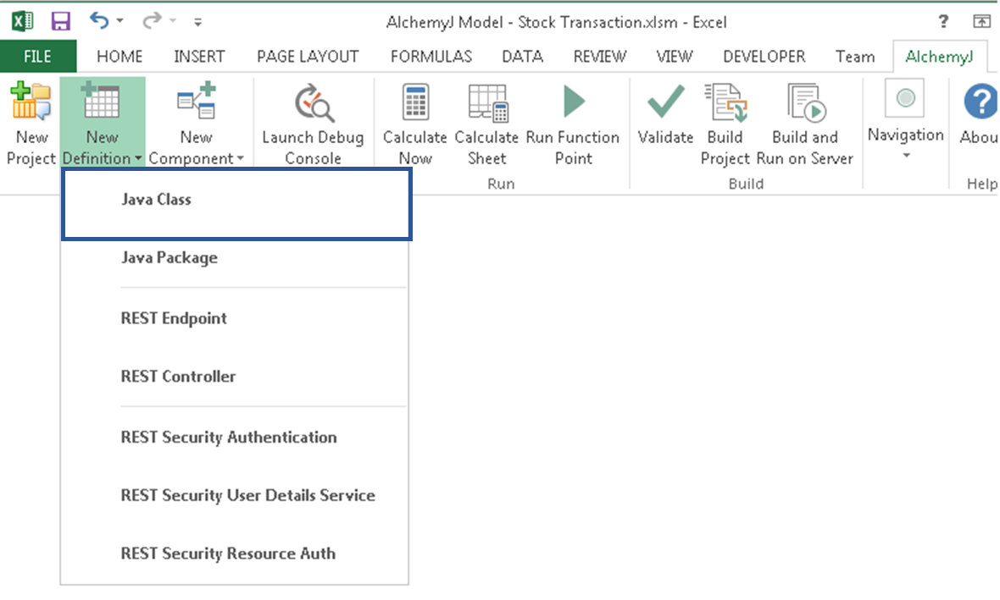 AlchemyJ Model - Stock Transaction.xlsm - Excel
?
FILE HOME INSERT PAGE LAYOUT FORMULAS DATA REVIEW VIEW DEVELOPER Team AlchemyJ
New Project
New Definition
New Component
Launch Debug Console
Calculate Now
Calculate Sheet
Run Function Point
Validate
Build Project
Build and Run on Server
Navigation
?
Abou
Run
Build
Help
Java Class
Java Package
REST Endpoint
REST Controller
REST Security Authentication
REST Security User Details Service
REST Security Resource Auth